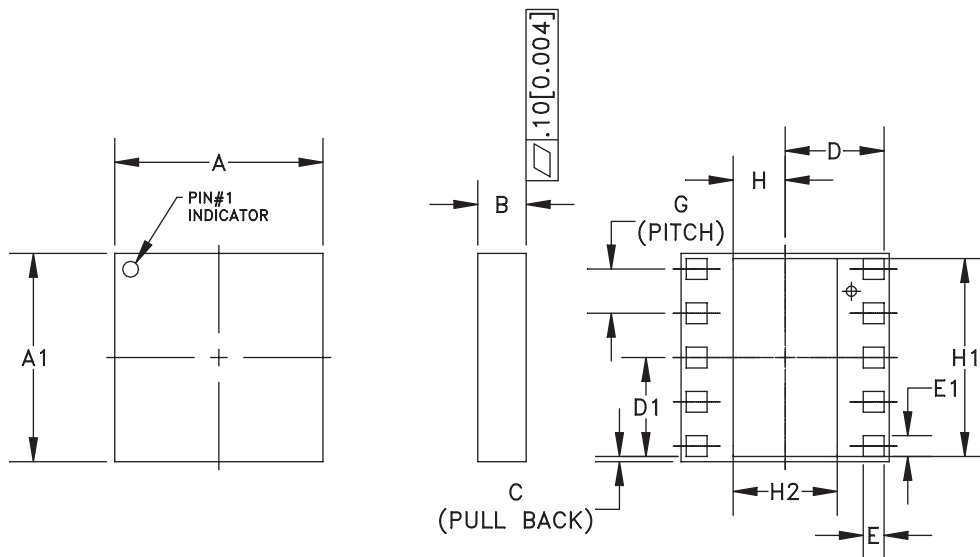 .10[0.004]
A
D
H
PIN#1
INDICATOR
B
G
(PITCH)
A1
D1
H1
E1
H2
C
(PULL BACK)
E